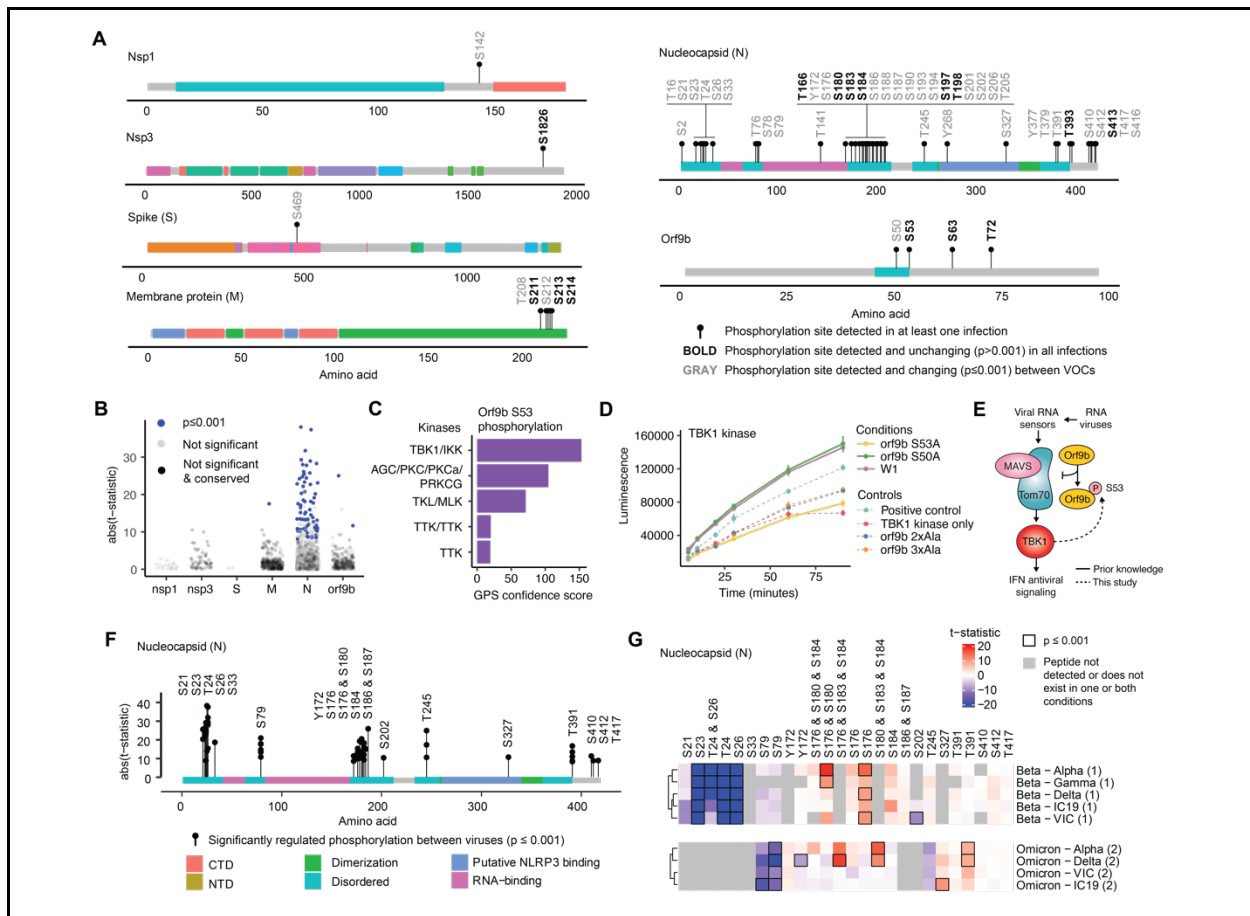 A
Nsp1
S142
0 50 100 150
Nsp3
S1826
0 500 1000 1500 2000
Spike (S)
S469
0 500 1000
Membrane protein (M)
T208
S211
S212
S213
S214
0 50 100 150 200
Amino acid
Nucleocapsid (N)
S2
T16
S21
S23
T24
S26
S33
T76
S78
S79
T141
T166
Y172
S176
S180
S183
S184
S186
S187
S188
S190
S193
S194
S197
T198
S201
S202
S206
T205
T245
Y268
S327
Y377
T379
T391
T393
S410
S412
S413
T417
S416
0 100 200 300 400
Orf9b
S50
S53
S63
T72
0 25 50 75 100
Amino acid
Phosphorylation site detected in at least one infection
BOLD Phosphorylation site detected and unchanging (p>0.001) in all infections
GRAY Phosphorylation site detected and changing (p≤0.001) between VOCs
B
p≤0.001
Not significant
Not significant
& conserved
abs(t-statistic)
30
20
10
0
nsp1 nsp3 S M N orf9b
C
Kinases
Orf9b S53
phosphorylation
TBK1/IKK
AGC/PKC/PKCa/
PRKCG
TKL/MLK
TTK/TTK
TTK
0 50 100 150
GPS confidence score
D
TBK1 kinase
Luminescence
160000
120000
80000
40000
0 25 50 75
Time (minutes)
Conditions
orf9b S53A
orf9b S50A
W1
Controls
Positive control
TBK1 kinase only
orf9b 2xAla
orf9b 3xAla
E
Viral RNA
sensors
RNA
viruses
MAVS
Tom70
Orf9b
Orf9b
P
S53
TBK1
IFN antiviral
signaling
Prior knowledge
This study
F
Nucleocapsid (N)
abs(t-statistic)
40
30
20
10
0
S21
S23
T24
S26
S33
S79
Y172
S176
S176 & S180
S184
S186 & S187
S202
T245
S327
T391
S410
S412
T417
0 100 200 300 400
Amino acid
Significantly regulated phosphorylation between viruses (p ≤ 0.001)
CTD
NTD
Dimerization
Disordered
Putative NLRP3 binding
RNA-binding
G
Nucleocapsid (N)
t-statistic
20
10
0
-10
-20
p ≤ 0.001
Peptide not
detected or does not
exist in one or both
conditions
S21
S23
T24 & S26
T24
S26
S33
S79
S79
Y172
Y172
S176 & S180 & S184
S176 & S180
S176 & S183 & S184
S176
S176
S180 & S183 & S184
S184
S186 & S187
S202
T245
S327
T391
T391
S410
S412
T417
Beta - Alpha (1)
Beta - Gamma (1)
Beta - Delta (1)
Beta - IC19 (1)
Beta - VIC (1)
Omicron - Alpha (2)
Omicron - Delta (2)
Omicron - VIC (2)
Omicron - IC19 (2)